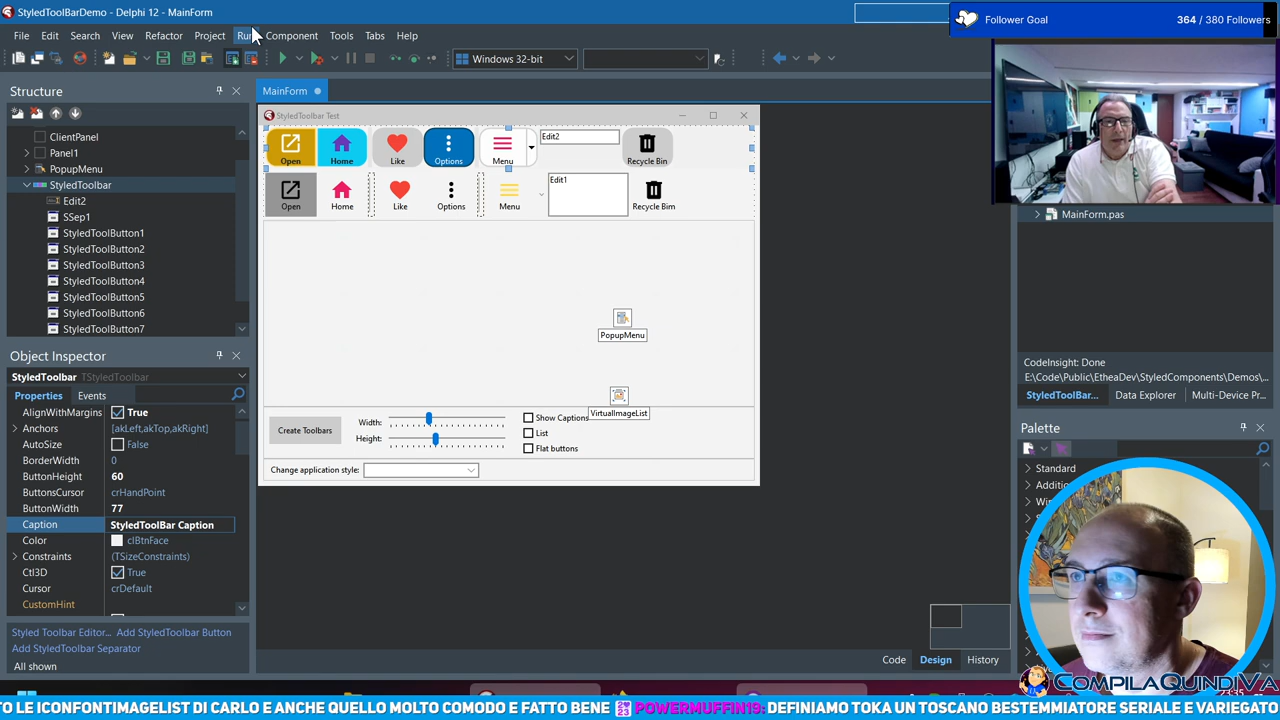 StyledToolBarDemo - Delphi 12 - MainForm
Follower Goal
364 / 380 Followers
File Edit Search View Refactor Project Run Component Tools Tabs Help
Windows 32-bit
Structure
ClientPanel
Panel1
PopupMenu
StyledToolbar
Edit2
SSep1
StyledToolButton1
StyledToolButton2
StyledToolButton3
StyledToolButton4
StyledToolButton5
StyledToolButton6
StyledToolButton7
MainForm
StyledToolbar Test
Open Home Like Options Menu Edit2 Recycle Bin
Open Home Like Options Menu Edit1 Recycle Bim
PopupMenu
VirtualImageList
Create Toolbars
Width:
Height:
Show Captions
List
Flat buttons
Change application style:
Object Inspector
StyledToolbar TStyledToolbar
Properties Events
AlignWithMargins True
Anchors [akLeft,akTop,akRight]
AutoSize False
BorderWidth 0
ButtonHeight 60
ButtonsCursor crHandPoint
ButtonWidth 77
Caption StyledToolBar Caption
Color clBtnFace
Constraints (TSizeConstraints)
Ctl3D True
Cursor crDefault
CustomHint
Styled Toolbar Editor... Add StyledToolbar Button
Add StyledToolbar Separator
All shown
Code Design History
MainForm.pas
CodeInsight: Done
E:\Code\Public\EtheaDev\StyledComponents\Demos\...
StyledToolBar... Data Explorer Multi-Device Pr...
Palette
Standard
COMPILAQUINDIVA
23:35
TO LE ICONFONTIMAGELIST DI CARLO E ANCHE QUELLO MOLTO COMODO E FATTO BENE POWERMUFFIN19: DEFINIAMO TOKA UN TOSCANO BESTEMMIATORE SERIALE E VARIEGATO